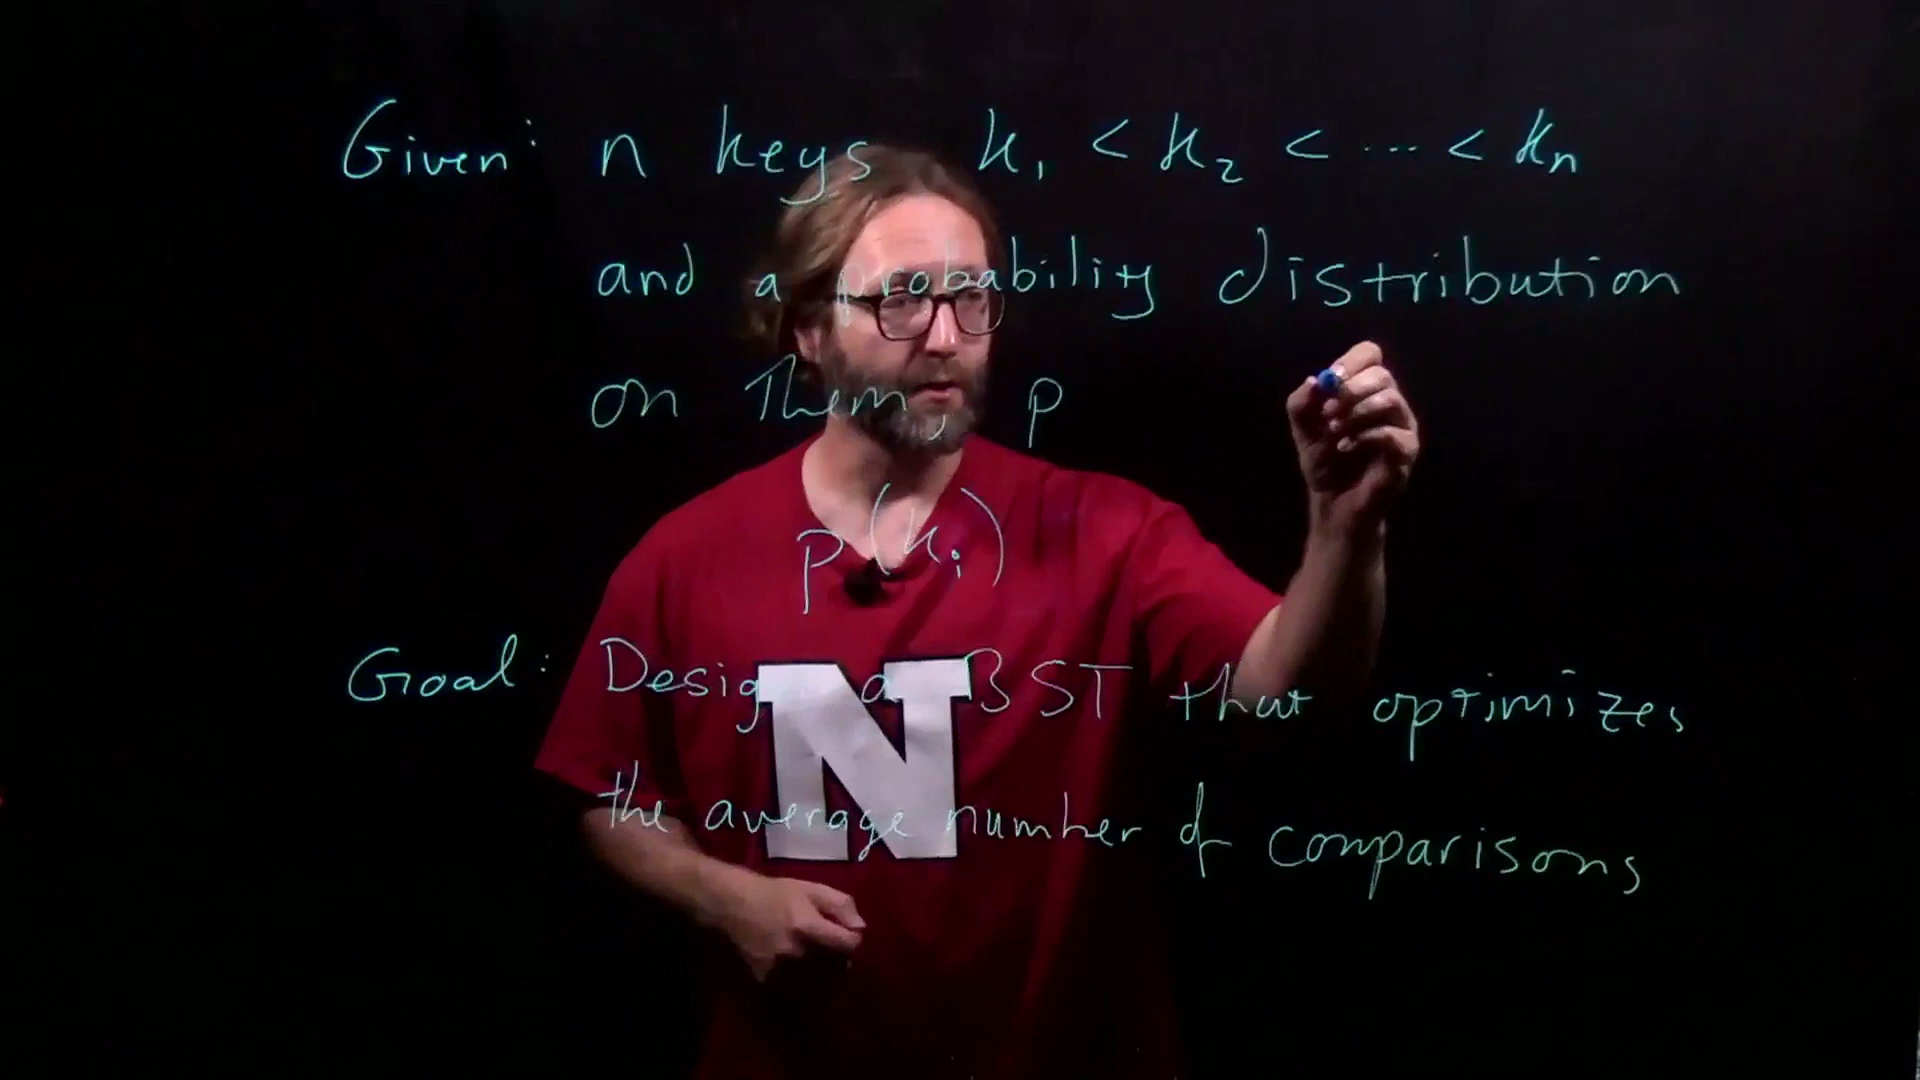 Given: n keys k₁ < k₂ < ... < kₙ
and a probability distribution
on them, p
p(kᵢ)
Goal: Design a BST that optimizes
the average number of comparisons
N